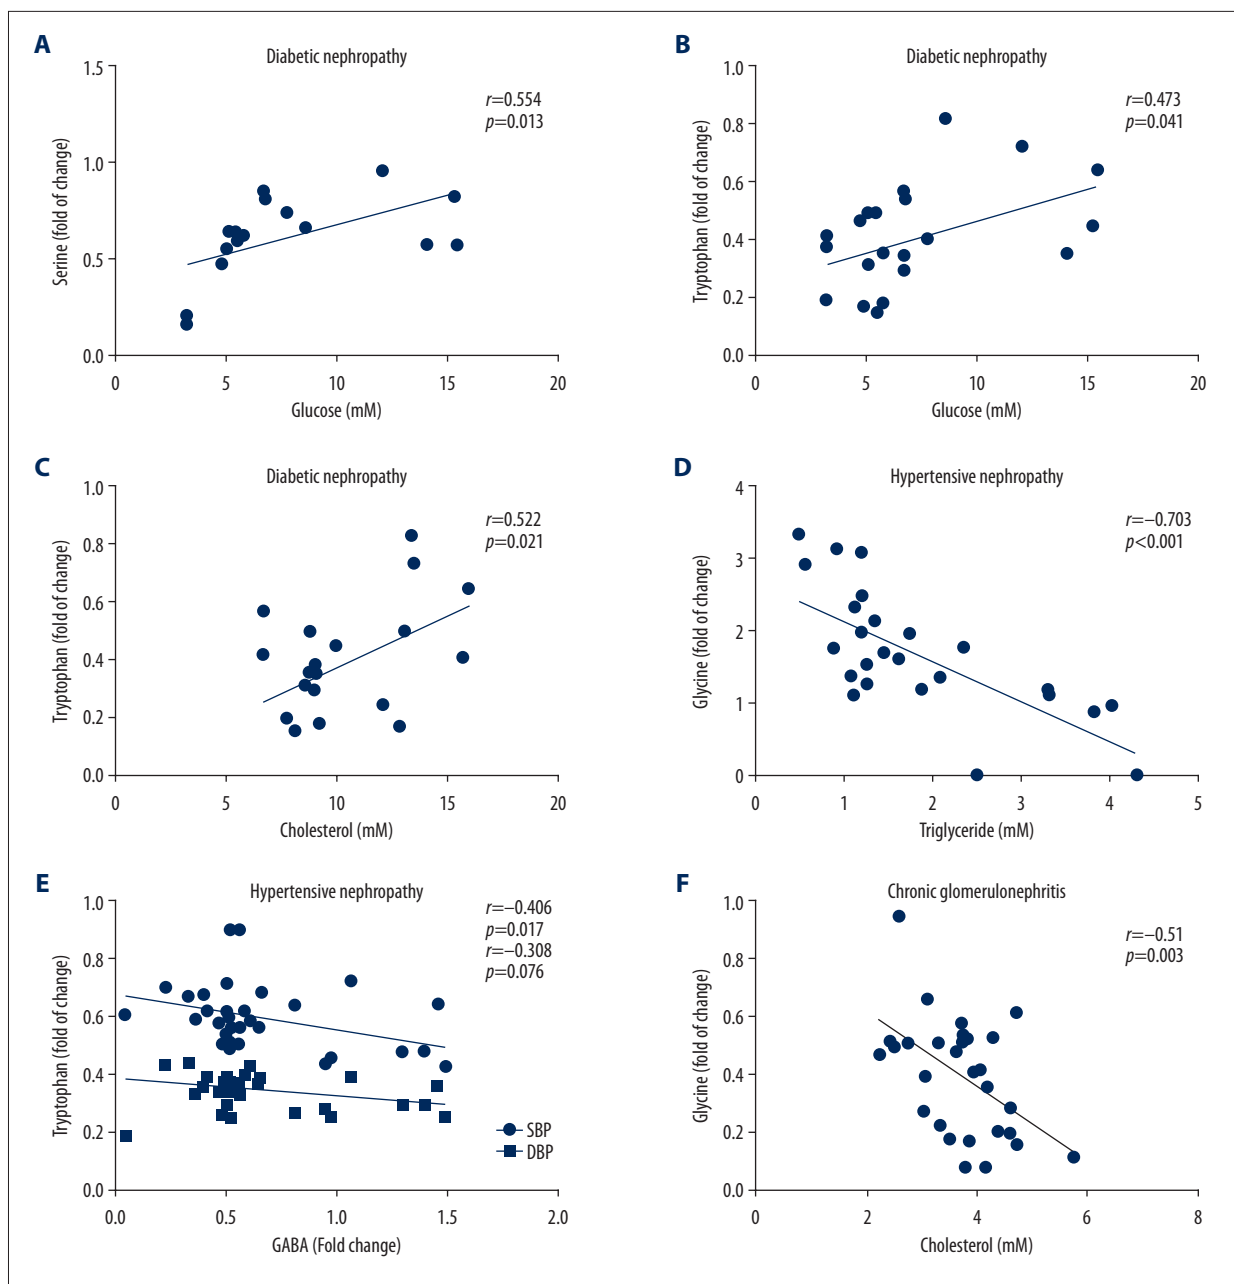 A
Diabetic nephropathy
r=0.554
p=0.013
Serine (fold of change)
1.5
1.0
0.5
0.0
0 5 10 15 20
Glucose (mM)
B
Diabetic nephropathy
r=0.473
p=0.041
Tryptophan (fold of change)
1.0
0.8
0.6
0.4
0.2
0.0
0 5 10 15 20
Glucose (mM)
C
Diabetic nephropathy
r=0.522
p=0.021
Tryptophan (fold of change)
1.0
0.8
0.6
0.4
0.2
0.0
0 5 10 15 20
Cholesterol (mM)
D
Hypertensive nephropathy
r=−0.703
p<0.001
Glycine (fold of change)
4
3
2
1
0
0 1 2 3 4 5
Triglyceride (mM)
E
Hypertensive nephropathy
r=−0.406
p=0.017
r=−0.308
p=0.076
Tryptophan (fold of change)
1.0
0.8
0.6
0.4
0.2
0.0
SBP
DBP
0.0 0.5 1.0 1.5 2.0
GABA (Fold change)
F
Chronic glomerulonephritis
r=−0.51
p=0.003
Glycine (fold of change)
1.0
0.8
0.6
0.4
0.2
0.0
0 2 4 6 8
Cholesterol (mM)